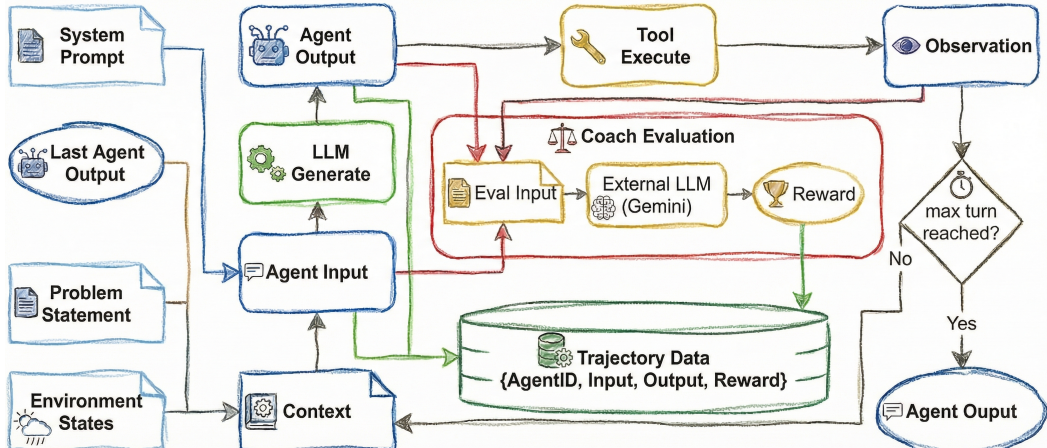 System
Prompt
Agent
Output
Tool
Execute
Observation
Last Agent
Output
LLM
Generate
Coach Evaluation
Eval Input
External LLM
(Gemini)
Reward
max turn
reached?
No
Yes
Agent Input
Problem
Statement
Trajectory Data
{AgentID, Input, Output, Reward}
Environment
States
Context
Agent Ouput